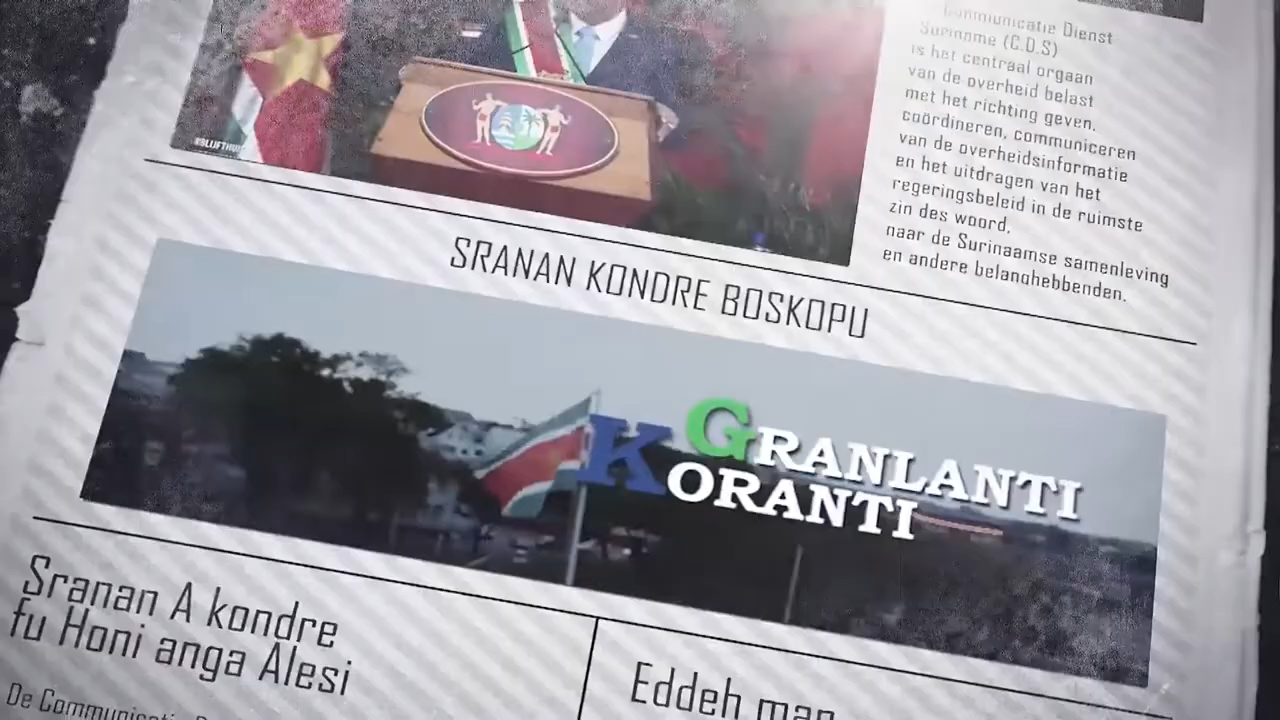 Communicatie Dienst
Suriname (C.D.S)
is het centraal orgaan
van de overheid belast
met het richting geven,
coördineren, communiceren
van de overheidsinformatie
en het uitdragen van het
regeringsbeleid in de ruimste
zin des woord,
naar de Surinaamse samenleving
en andere belanghebbenden.
SRANAN KONDRE BOSKOPU
GRANLANTI
KORANTI
Sranan A kondre
fu Honi anga Alesi
De Communicatie
Eddeh man